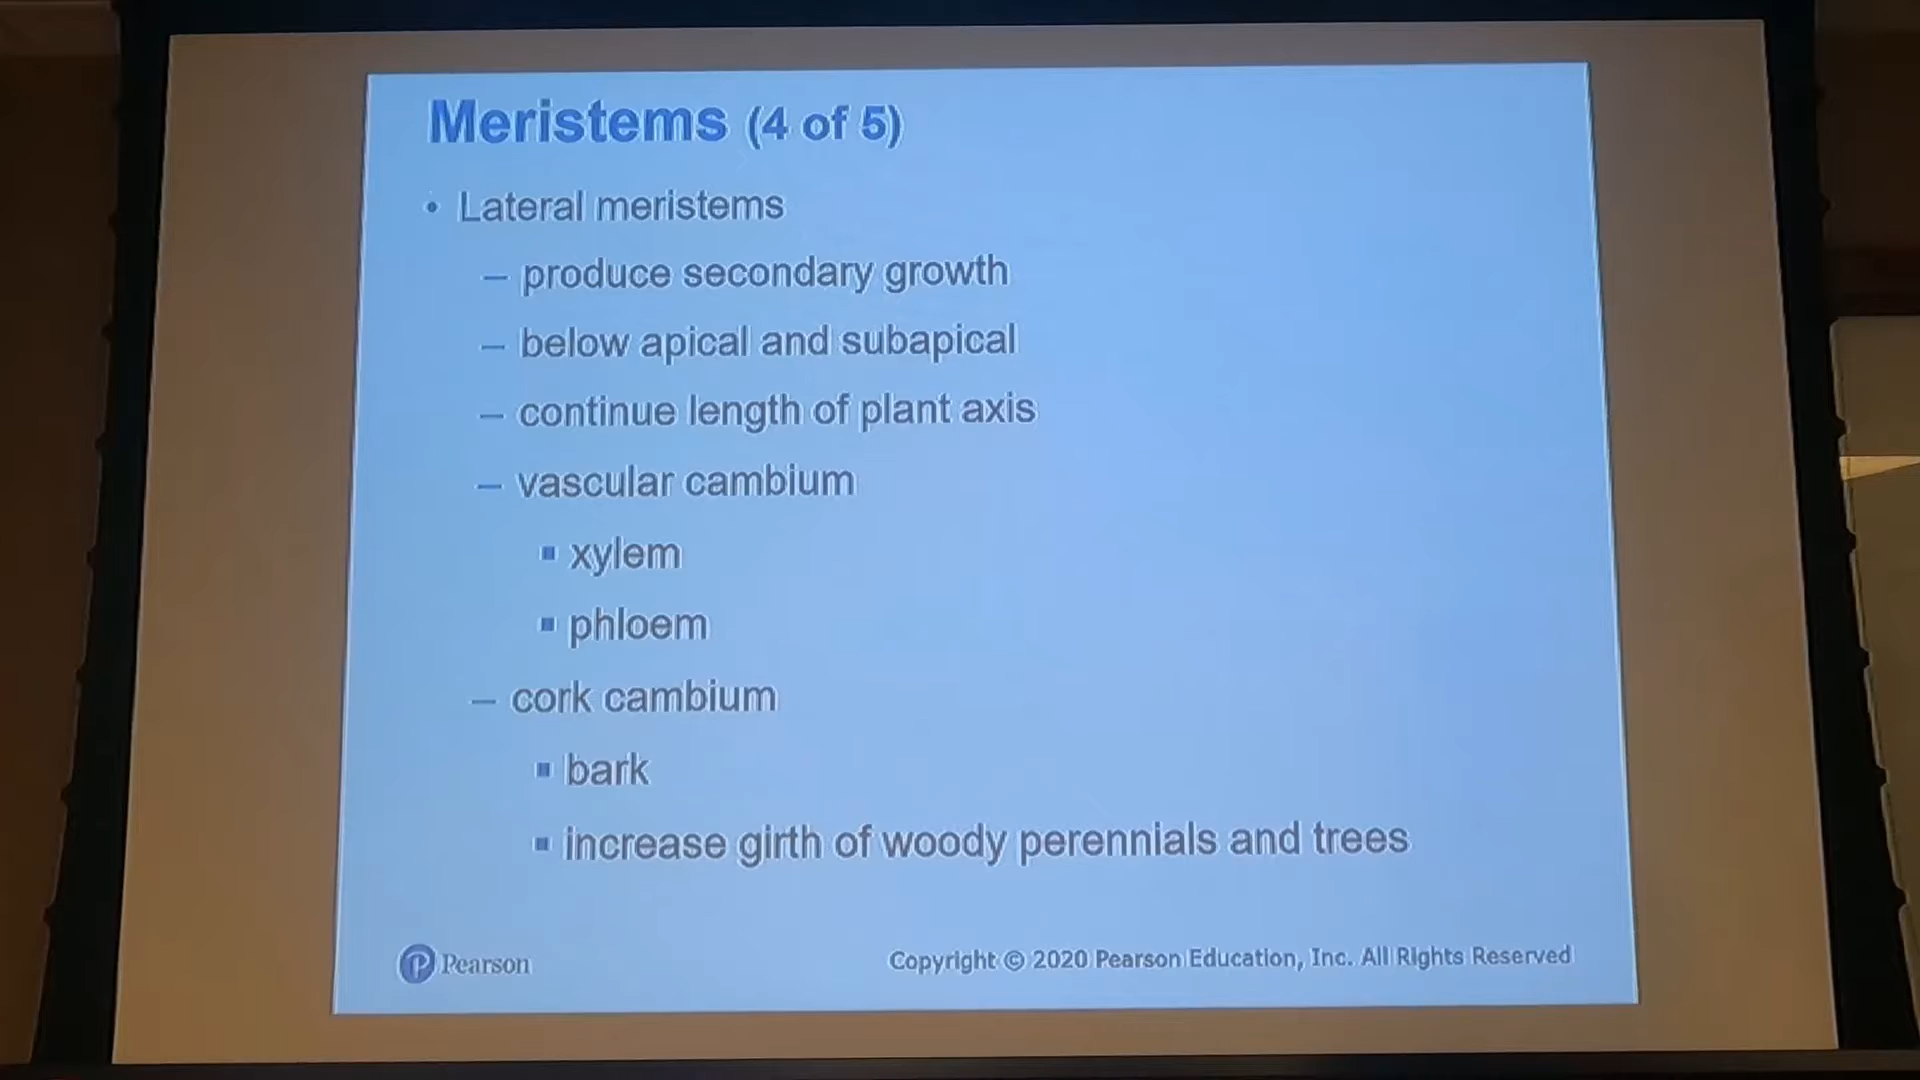 Meristems (4 of 5)
• Lateral meristems
– produce secondary growth
– below apical and subapical
– continue length of plant axis
– vascular cambium
▪ xylem
▪ phloem
– cork cambium
▪ bark
▪ increase girth of woody perennials and trees
P Pearson
Copyright © 2020 Pearson Education, Inc. All Rights Reserved